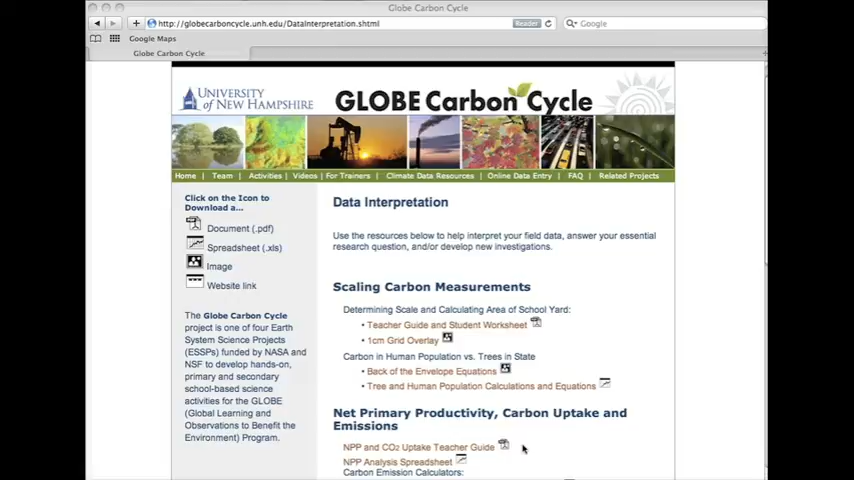 Globe Carbon Cycle
http://globecarboncycle.unh.edu/DataInterpretation.shtml
Reader
Google
Google Maps
Globe Carbon Cycle
UNIVERSITY
of NEW HAMPSHIRE
GLOBE Carbon Cycle
Home | Team | Activities | Videos | For Trainers | Climate Data Resources | Online Data Entry | FAQ | Related Projects
Click on the Icon to
Download a...
Document (.pdf)
Spreadsheet (.xls)
Image
Website link
The Globe Carbon Cycle
project is one of four Earth
System Science Projects
(ESSPs) funded by NASA and
NSF to develop hands-on,
primary and secondary
school-based science
activities for the GLOBE
(Global Learning and
Observations to Benefit the
Environment) Program.
Data Interpretation
Use the resources below to help interpret your field data, answer your essential
research question, and/or develop new investigations.
Scaling Carbon Measurements
Determining Scale and Calculating Area of School Yard:
• Teacher Guide and Student Worksheet
• 1cm Grid Overlay
Carbon in Human Population vs. Trees in State
• Back of the Envelope Equations
• Tree and Human Population Calculations and Equations
Net Primary Productivity, Carbon Uptake and
Emissions
NPP and CO2 Uptake Teacher Guide
NPP Analysis Spreadsheet
Carbon Emission Calculators: